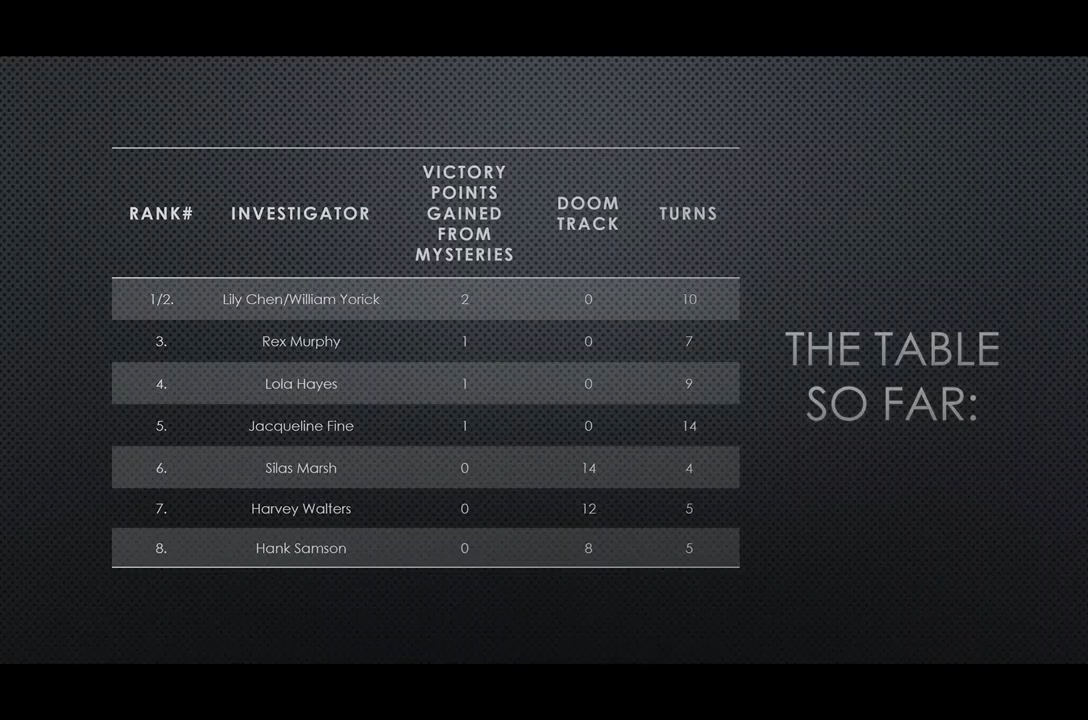 RANK# INVESTIGATOR VICTORY POINTS GAINED FROM MYSTERIES DOOM TRACK TURNS
1/2. Lily Chen/William Yorick 2 0 10
3. Rex Murphy 1 0 7
4. Lola Hayes 1 0 9
5. Jacqueline Fine 1 0 14
6. Silas Marsh 0 14 4
7. Harvey Walters 0 12 5
8. Hank Samson 0 8 5
THE TABLE
SO FAR: